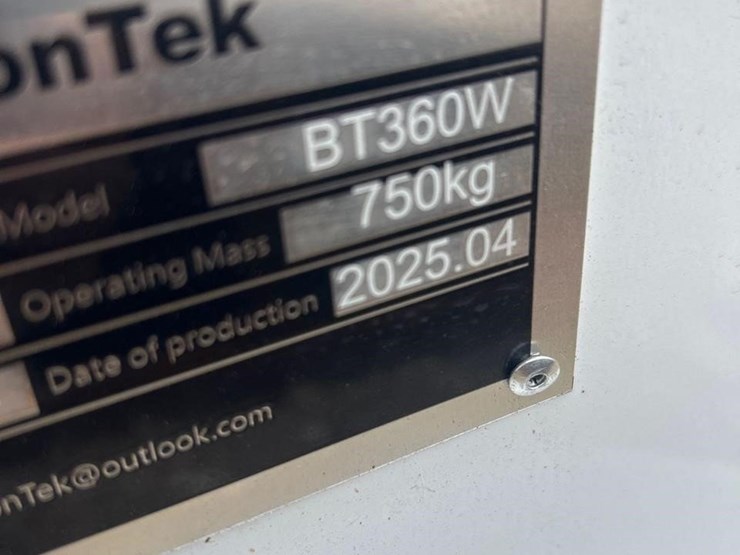 onTek
Model BT360W
Operating Mass 750kg
Date of production 2025.04
onTek@outlook.com